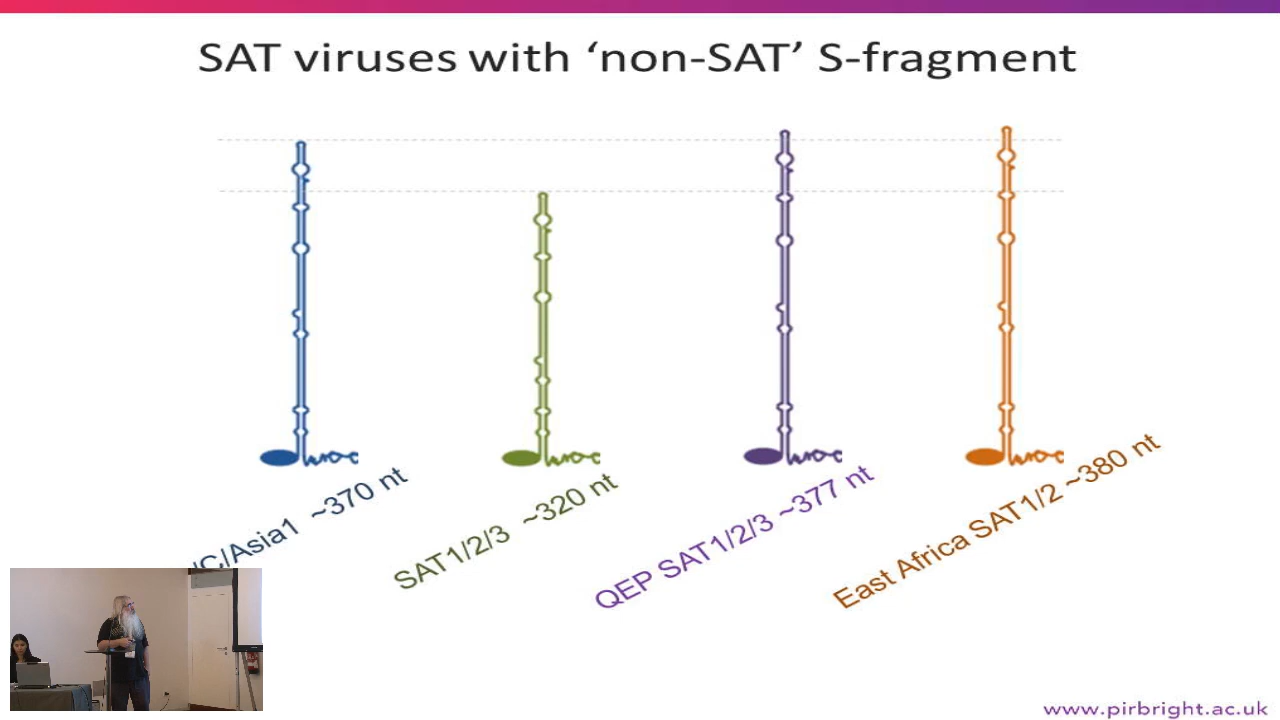 SAT viruses with ‘non-SAT’ S-fragment
/C/Asia1 ~370 nt
SAT1/2/3 ~320 nt
QEP SAT1/2/3 ~377 nt
East Africa SAT1/2 ~380 nt
www.pirbright.ac.uk